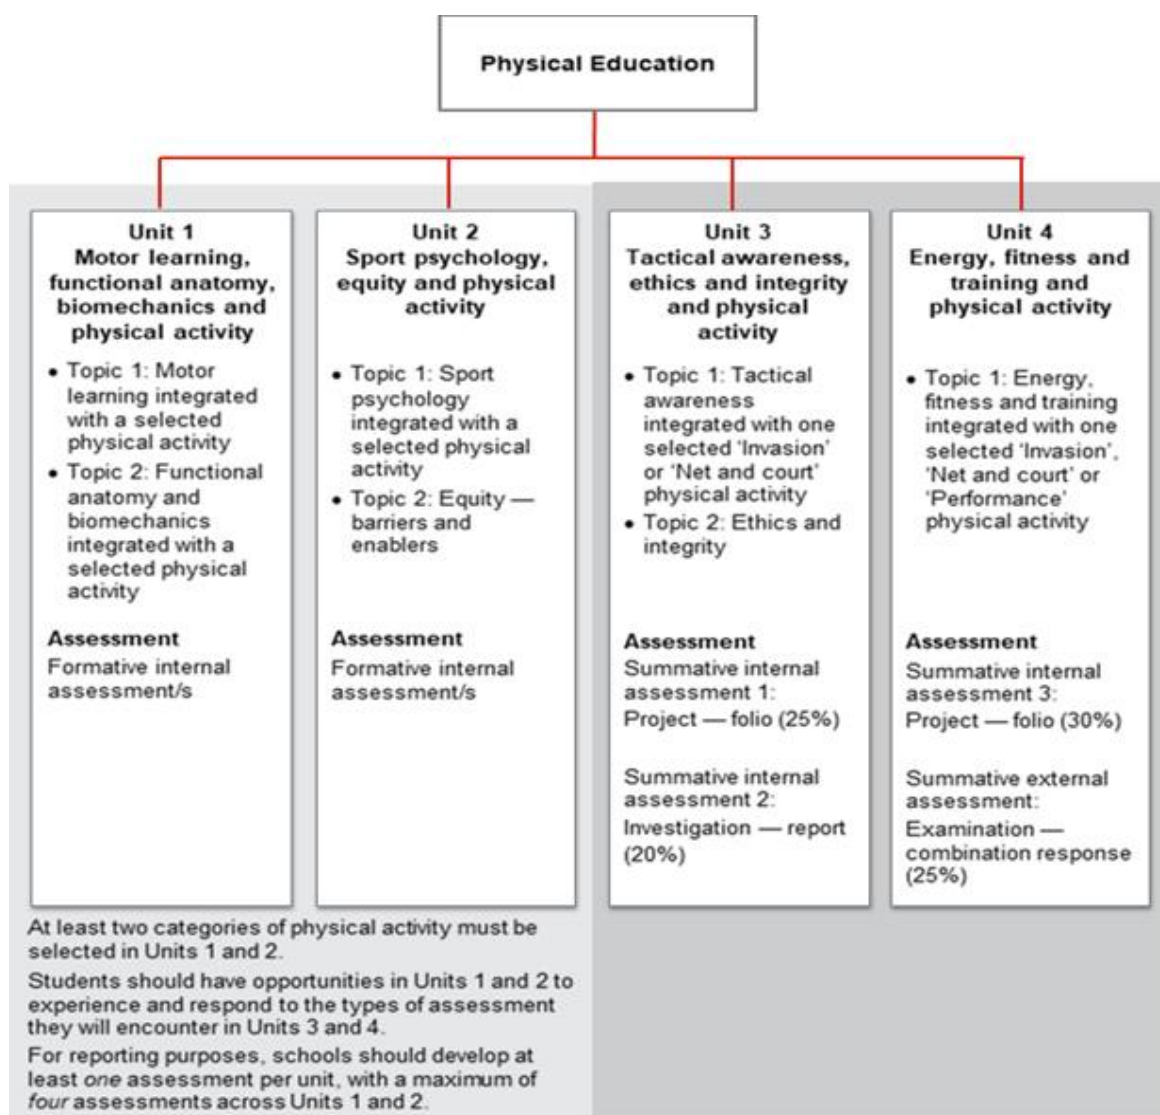 Physical Education
Unit 1
Motor learning,
functional anatomy,
biomechanics and
physical activity
• Topic 1: Motor
learning integrated
with a selected
physical activity
• Topic 2: Functional
anatomy and
biomechanics
integrated with a
selected physical
activity
Assessment
Formative internal
assessment/s
Unit 2
Sport psychology,
equity and physical
activity
• Topic 1: Sport
psychology
integrated with a
selected physical
activity
• Topic 2: Equity —
barriers and
enablers
Assessment
Formative internal
assessment/s
Unit 3
Tactical awareness,
ethics and integrity
and physical
activity
• Topic 1: Tactical
awareness
integrated with one
selected ‘Invasion’
or ‘Net and court’
physical activity
• Topic 2: Ethics and
integrity
Assessment
Summative internal
assessment 1:
Project — folio (25%)
Summative internal
assessment 2:
Investigation — report
(20%)
Unit 4
Energy, fitness and
training and
physical activity
• Topic 1: Energy,
fitness and training
integrated with one
selected ‘Invasion’,
‘Net and court’ or
‘Performance’
physical activity
Assessment
Summative internal
assessment 3:
Project — folio (30%)
Summative external
assessment:
Examination —
combination response
(25%)
At least two categories of physical activity must be
selected in Units 1 and 2.
Students should have opportunities in Units 1 and 2 to
experience and respond to the types of assessment
they will encounter in Units 3 and 4.
For reporting purposes, schools should develop at
least one assessment per unit, with a maximum of
four assessments across Units 1 and 2.